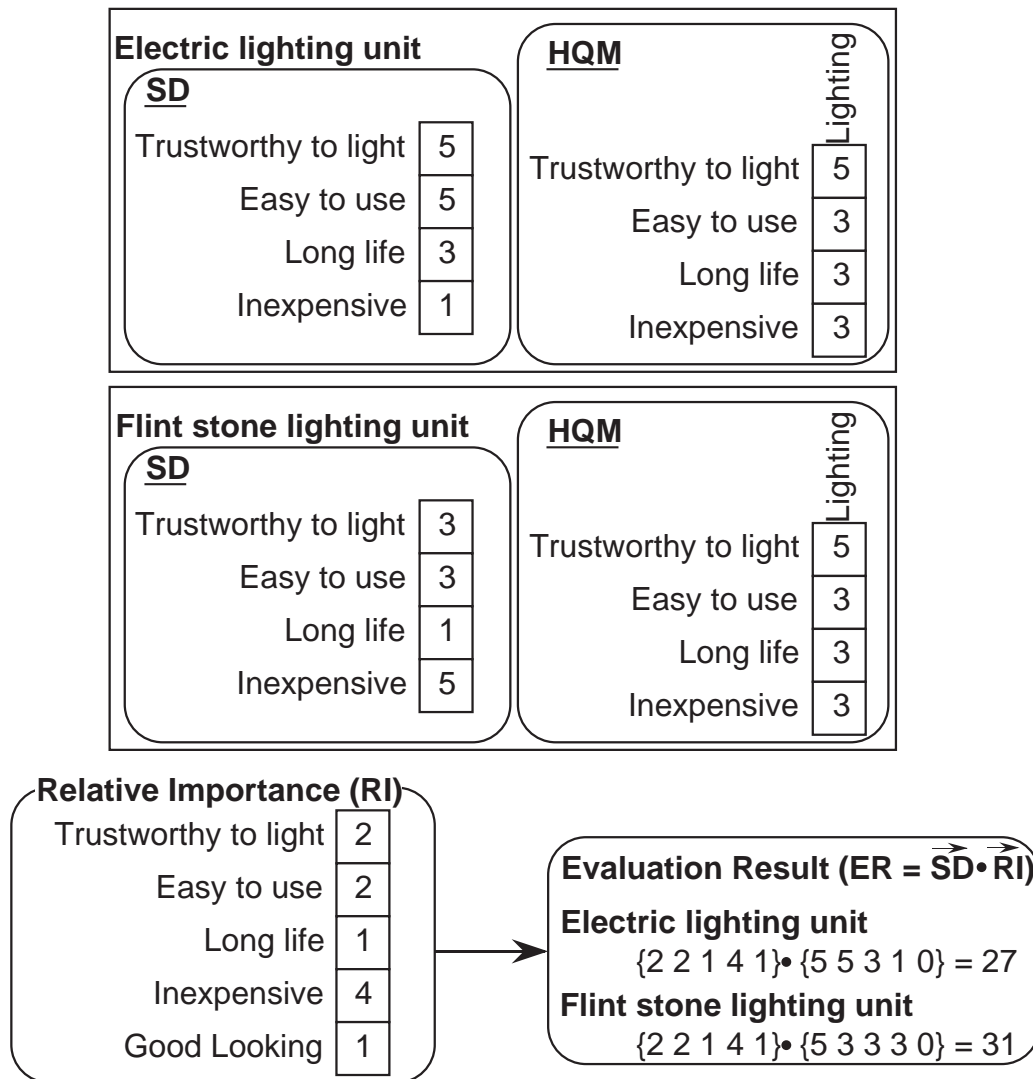 Electric lighting unit
SD
Trustworthy to light 5
Easy to use 5
Long life 3
Inexpensive 1
HQM
Lighting
Trustworthy to light 5
Easy to use 3
Long life 3
Inexpensive 3
Flint stone lighting unit
SD
Trustworthy to light 3
Easy to use 3
Long life 1
Inexpensive 5
HQM
Lighting
Trustworthy to light 5
Easy to use 3
Long life 3
Inexpensive 3
Relative Importance (RI)
Trustworthy to light 2
Easy to use 2
Long life 1
Inexpensive 4
Good Looking 1
Evaluation Result (ER = SD• RI)
Electric lighting unit
{2 2 1 4 1}• {5 5 3 1 0} = 27
Flint stone lighting unit
{2 2 1 4 1}• {5 3 3 3 0} = 31